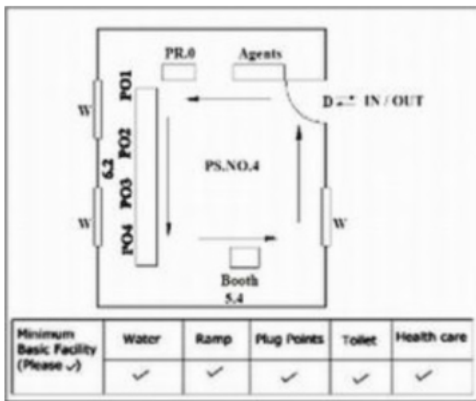 PR.0 Agents
PO1
D ⇄ IN / OUT
W
PO2
6.2
PS.NO.4
PO3
W
W
PO4
Booth
5.4
Minimum Basic Facility (Please ✓) Water Ramp Plug Points Toilet Health care
✓ ✓ ✓ ✓ ✓